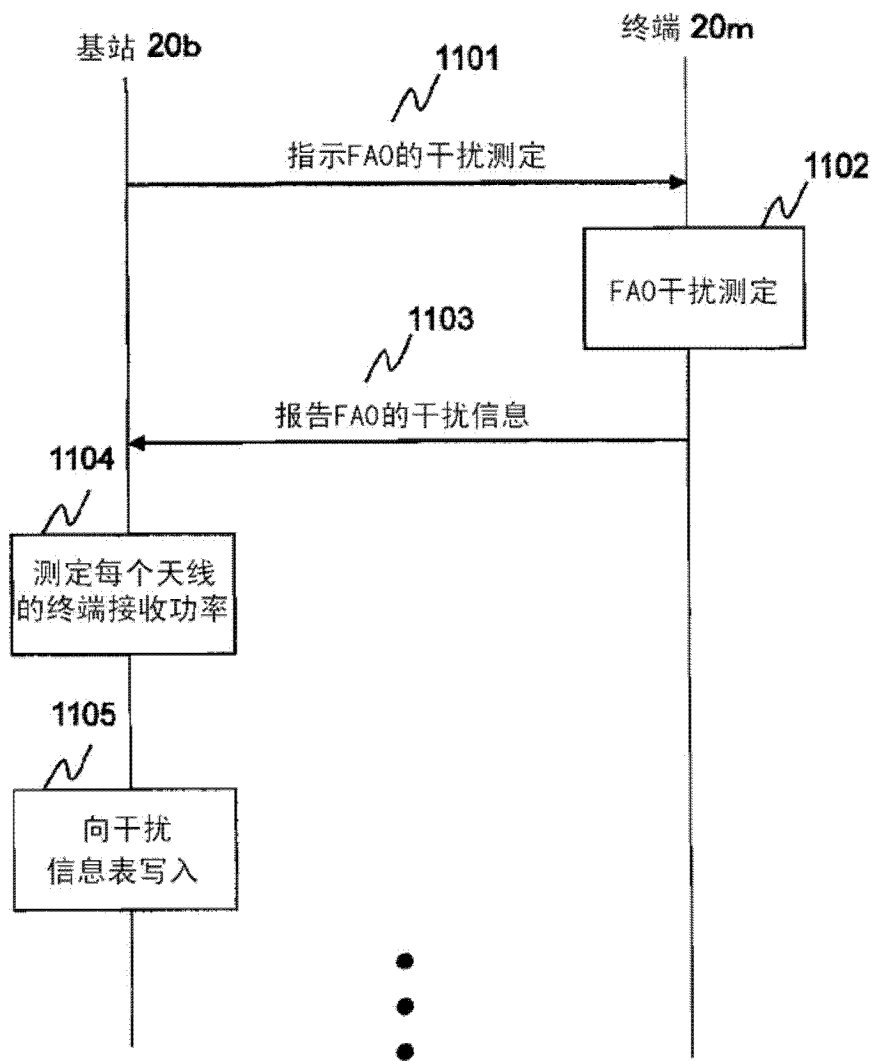 基站 20b
终端 20m
1101
指示FA0的干扰测定
1102
FA0干扰测定
1103
报告FA0的干扰信息
1104
测定每个天线
的终端接收功率
1105
向干扰
信息表写入